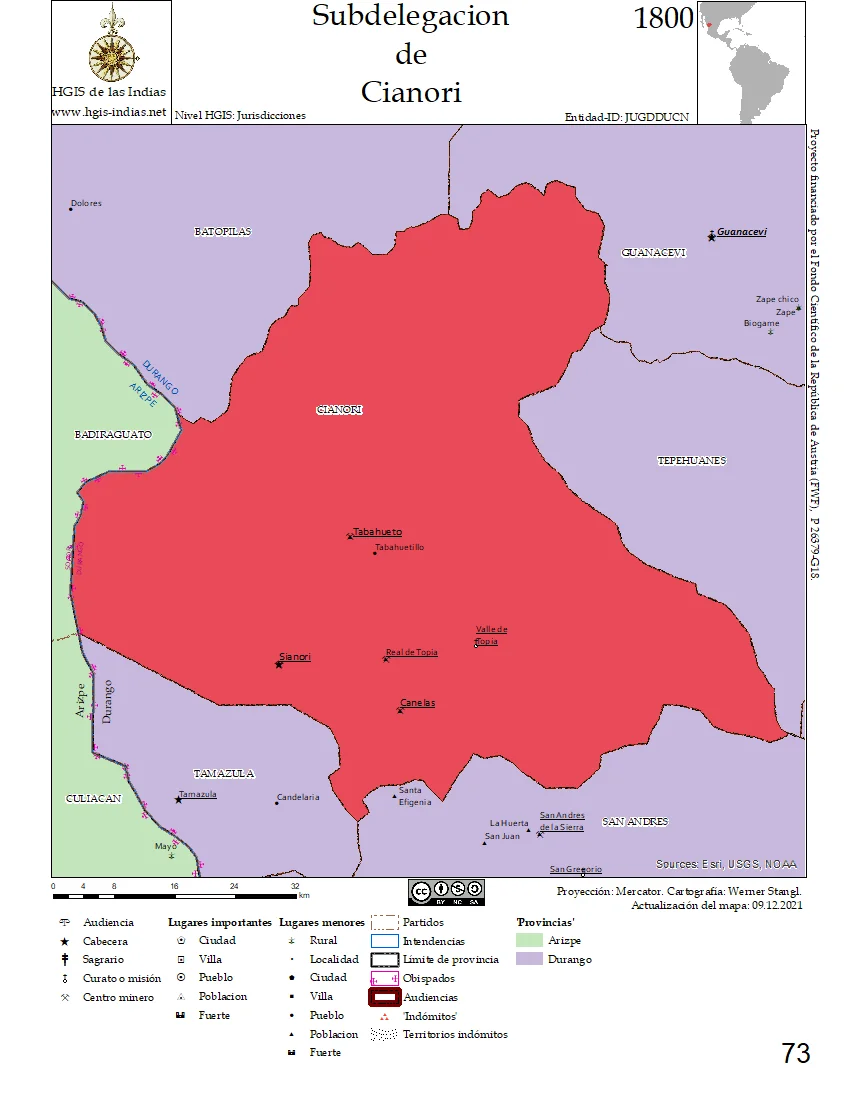 Subdelegacion
de
Cianori
1800
HGIS de las Indias
www.hgis-indias.net
Nivel HGIS: Jurisdicciones
Entidad-ID: JUGDDUCN
Proyecto financiado por el Fondo Científico de la República de Austria (FWF), P 26379-G18.
Dolores
BATOPILAS
Guanacevi
GUANACEVI
Zape chico
Zape
Biogame
DURANGO
ARIZPE
CIANORI
BADIRAGUATO
TEPEHUANES
Tabahueto
Tabahuetillo
DURANGO
Valle de
Topia
Sianori
Real de Topia
Canelas
Arizpe
Durango
TAMAZULA
CULIACAN
Tamazula
Candelaria
Santa
Efigenia
La Huerta
San Juan
San Andres
de la Sierra
SAN ANDRES
Mayo
San Gregorio
Sources: Esri, USGS, NOAA
0 4 8 16 24 32
km
CC BY NC SA
Proyección: Mercator. Cartografía: Werner Stangl.
Actualización del mapa: 09.12.2021
Audiencia
Cabecera
Sagrario
Curato o misión
Centro minero
Lugares importantes
Ciudad
Villa
Pueblo
Poblacion
Fuerte
Lugares menores
Rural
Localidad
Ciudad
Villa
Pueblo
Poblacion
Fuerte
Partidos
Intendencias
Límite de provincia
Obispados
Audiencias
'Indómitos'
Territorios indómitos
'Provincias'
Arizpe
Durango
73